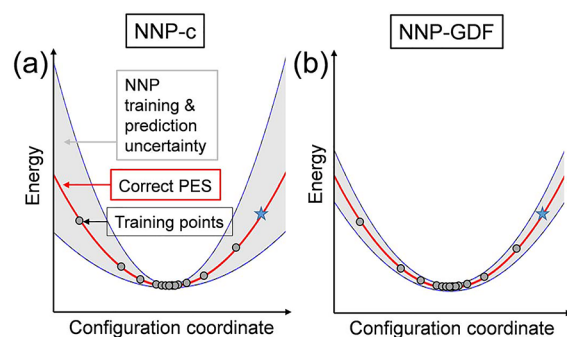 NNP-c
NNP-GDF
(a)
NNP
training &
prediction
uncertainty
Correct PES
Training points
Energy
Configuration coordinate
(b)
Energy
Configuration coordinate